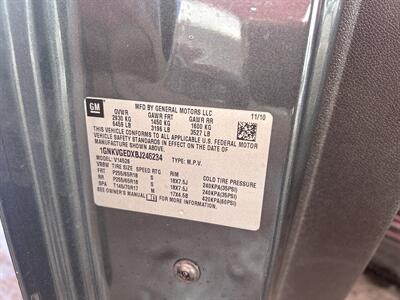 GM
MFD BY GENERAL MOTORS LLC
GVWR GAWR FRT GAWR RR 11/10
2930 KG 1450 KG 1600 KG
6459 LB 3196 LB 3527 LB
THIS VEHICLE CONFORMS TO ALL APPLICABLE U.S. FEDERAL MOTOR
VEHICLE SAFETY STANDARDS IN EFFECT ON THE DATE OF
MANUFACTURE SHOWN ABOVE.
1GNKVGEDXBJ246234 TYPE: M.P.V.
MODEL: V14526
TIRE SIZE SPEED RTG RIM COLD TIRE PRESSURE
FRT P255/65R18 S 18X7.5J 240KPA(35PSI)
RR P255/65R18 S 18X7.5J 240KPA(35PSI)
SPA T145/70R17 M 17X4.5B 420KPA(60PSI)
SEE OWNER'S MANUAL FOR MORE INFORMATION.